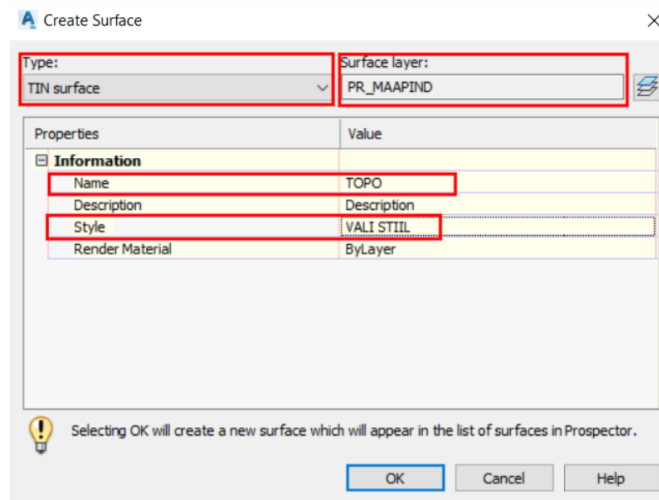 Create Surface
Type:
Surface layer:
TIN surface
PR_MAAPIND
Properties
Value
Information
Name
TOPO
Description
Description
Style
VALI STIIL
Render Material
ByLayer
Selecting OK will create a new surface which will appear in the list of surfaces in Prospector.
OK
Cancel
Help